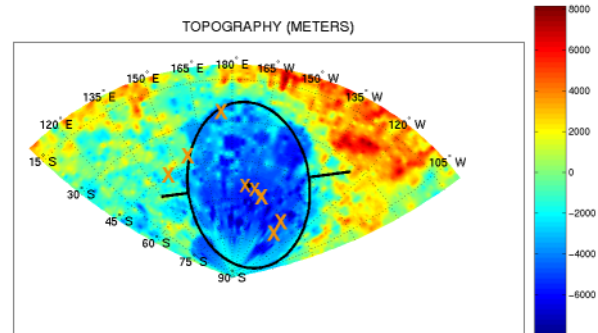 TOPOGRAPHY (METERS)
8000
6000
4000
2000
0
−2000
−4000
−6000
120° E
135° E
150° E
165° E
180° E
165° W
150° W
135° W
120° W
105° W
15° S
30° S
45° S
60° S
75° S
90° S
X
X
X
X
X
X
X
X